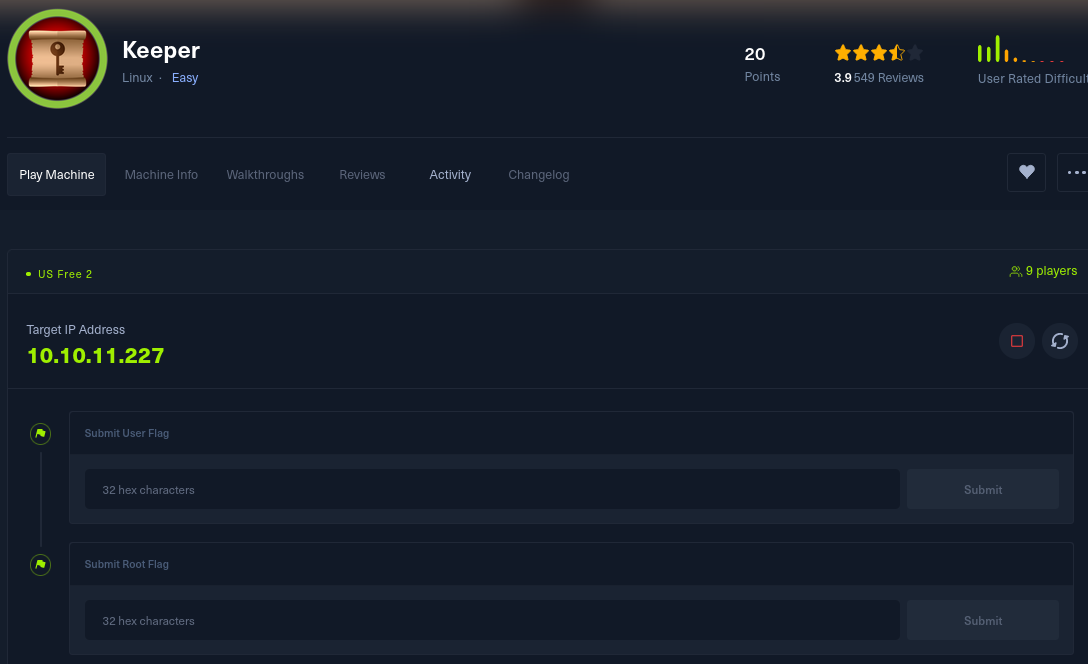 Keeper
Linux · Easy
20
Points
3.9 549 Reviews
User Rated Difficult
Play Machine
Machine Info
Walkthroughs
Reviews
Activity
Changelog
US Free 2
9 players
Target IP Address
10.10.11.227
Submit User Flag
32 hex characters
Submit
Submit Root Flag
32 hex characters
Submit